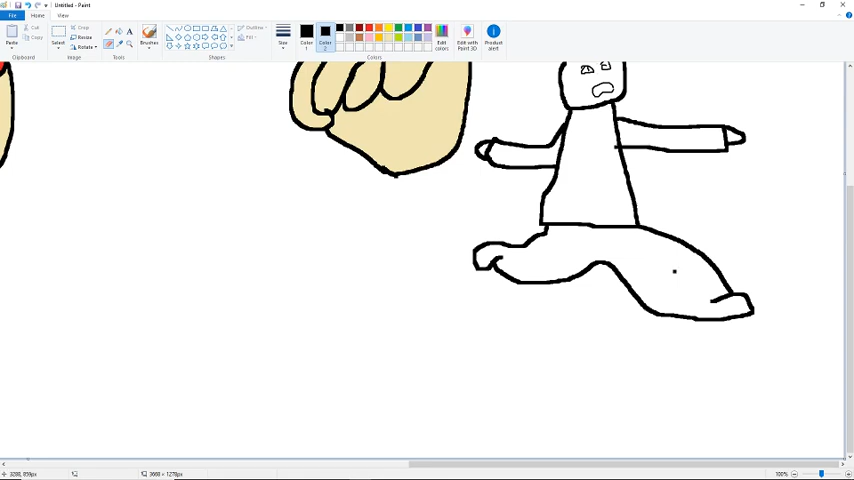 Untitled - Paint
File Home View
Paste
Clipboard
Select
Crop
Resize
Rotate
Image
A
Tools
Brushes
Outline
Fill
Shapes
Size
Color 1
Color 2
Colors
Edit colors
Edit with Paint 3D
Product alert
Cut
Copy
100%